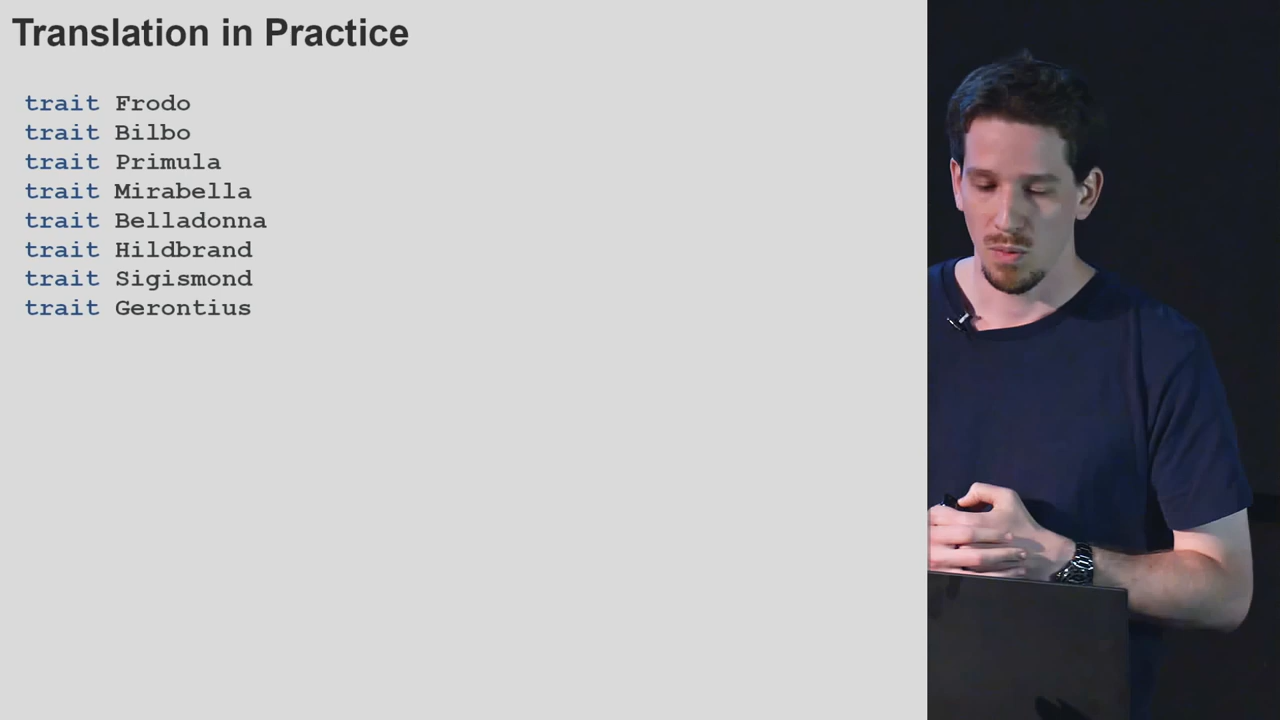 Translation in Practice
trait Frodo
trait Bilbo
trait Primula
trait Mirabella
trait Belladonna
trait Hildbrand
trait Sigismond
trait Gerontius